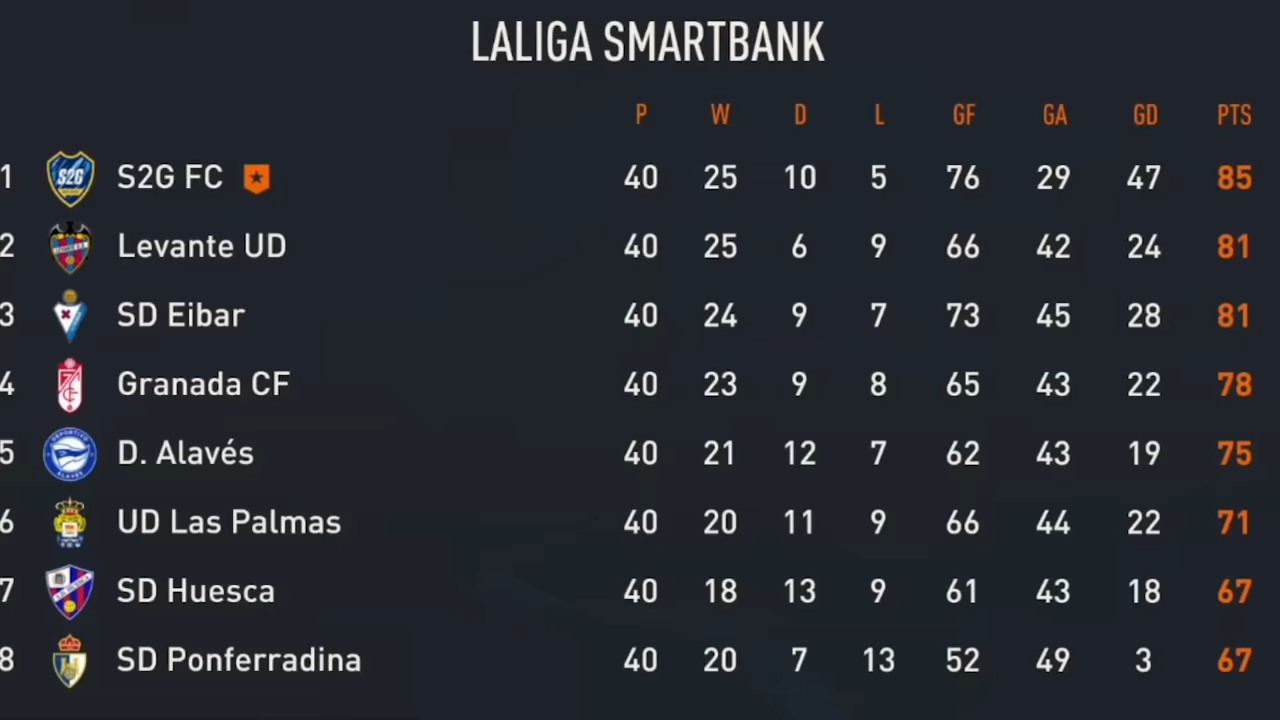 LALIGA SMARTBANK
P W D L GF GA GD PTS
1 S2G S2G FC 40 25 10 5 76 29 47 85
2 Levante UD 40 25 6 9 66 42 24 81
3 SD Eibar 40 24 9 7 73 45 28 81
4 Granada CF 40 23 9 8 65 43 22 78
5 D. Alavés 40 21 12 7 62 43 19 75
6 UD Las Palmas 40 20 11 9 66 44 22 71
7 SD Huesca 40 18 13 9 61 43 18 67
8 SD Ponferradina 40 20 7 13 52 49 3 67